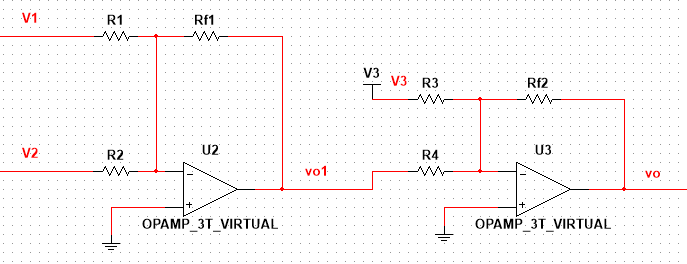 V1
R1
Rf1
V3
V3
R3
Rf2
V2
R2
U2
vo1
R4
U3
vo
−
+
−
+
OPAMP_3T_VIRTUAL
OPAMP_3T_VIRTUAL